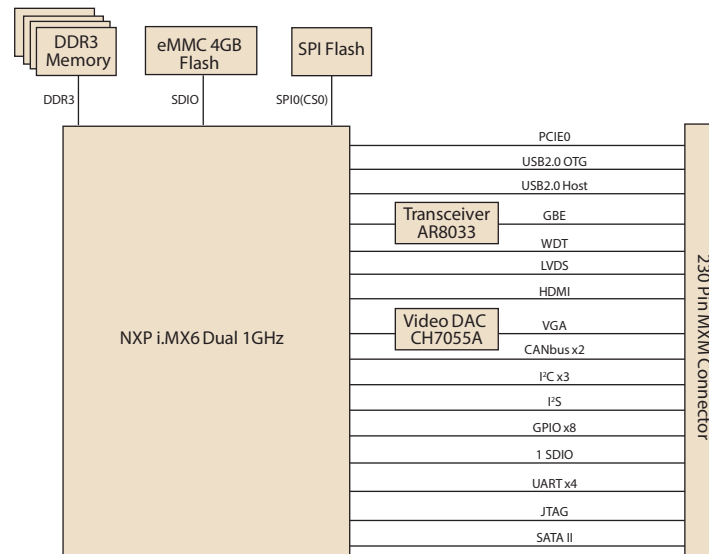 DDR3
Memory
eMMC 4GB
Flash
SPI Flash
DDR3
SDIO
SPI0(CS0)
PCIE0
USB2.0 OTG
USB2.0 Host
Transceiver
AR8033
GBE
WDT
LVDS
HDMI
Video DAC
CH7055A
VGA
NXP i.MX6 Dual 1GHz
CANbus x2
I²C x3
I²S
GPIO x8
1 SDIO
UART x4
JTAG
SATA II
230 Pin MXM Connector